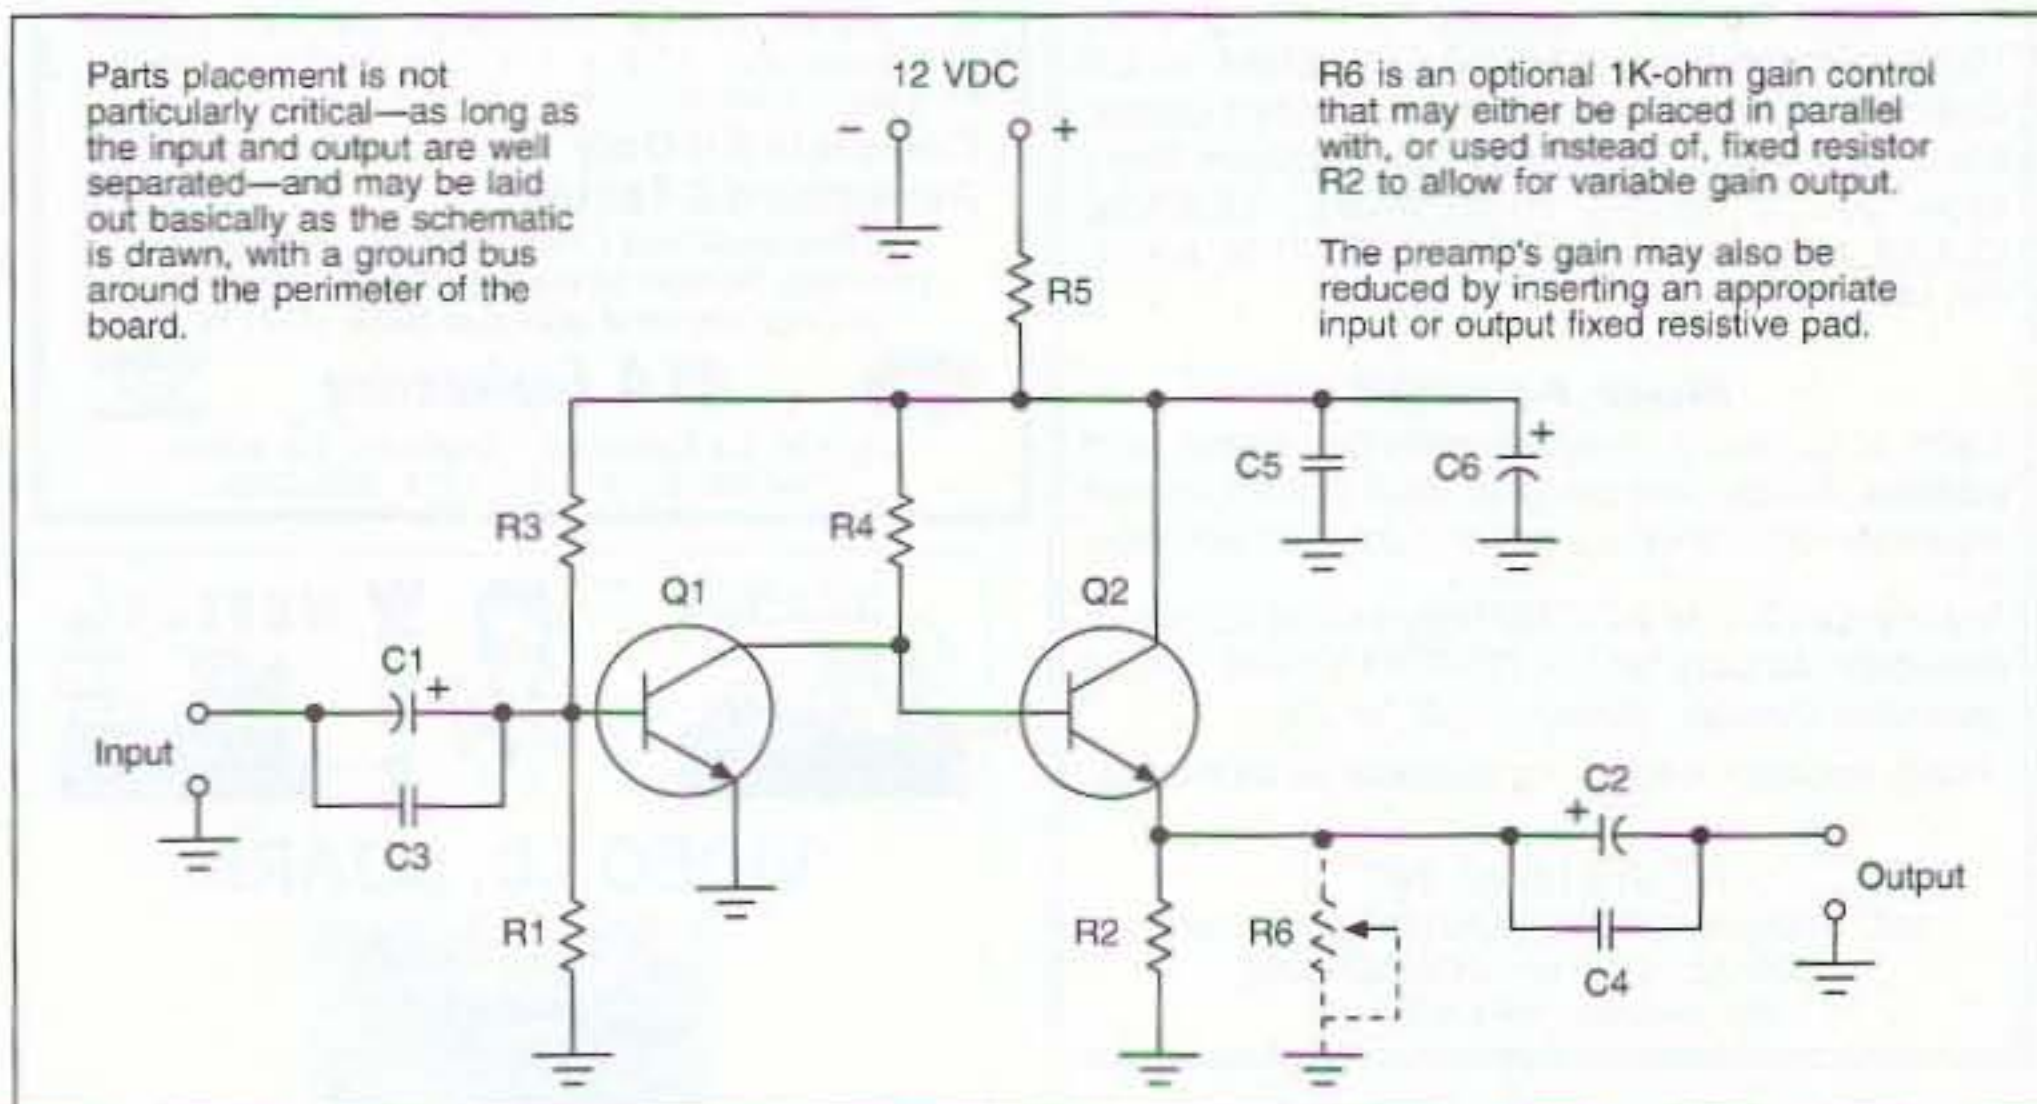 Parts placement is not
particularly critical—as long as
the input and output are well
separated—and may be laid
out basically as the schematic
is drawn, with a ground bus
around the perimeter of the
board.
12 VDC
− +
R6 is an optional 1K-ohm gain control
that may either be placed in parallel
with, or used instead of, fixed resistor
R2 to allow for variable gain output.
The preamp's gain may also be
reduced by inserting an appropriate
input or output fixed resistive pad.
R5
C5
C6
+
R3
R4
Q1
Q2
C1
+
Input
C3
C2
+
R1
R2
R6
Output
C4